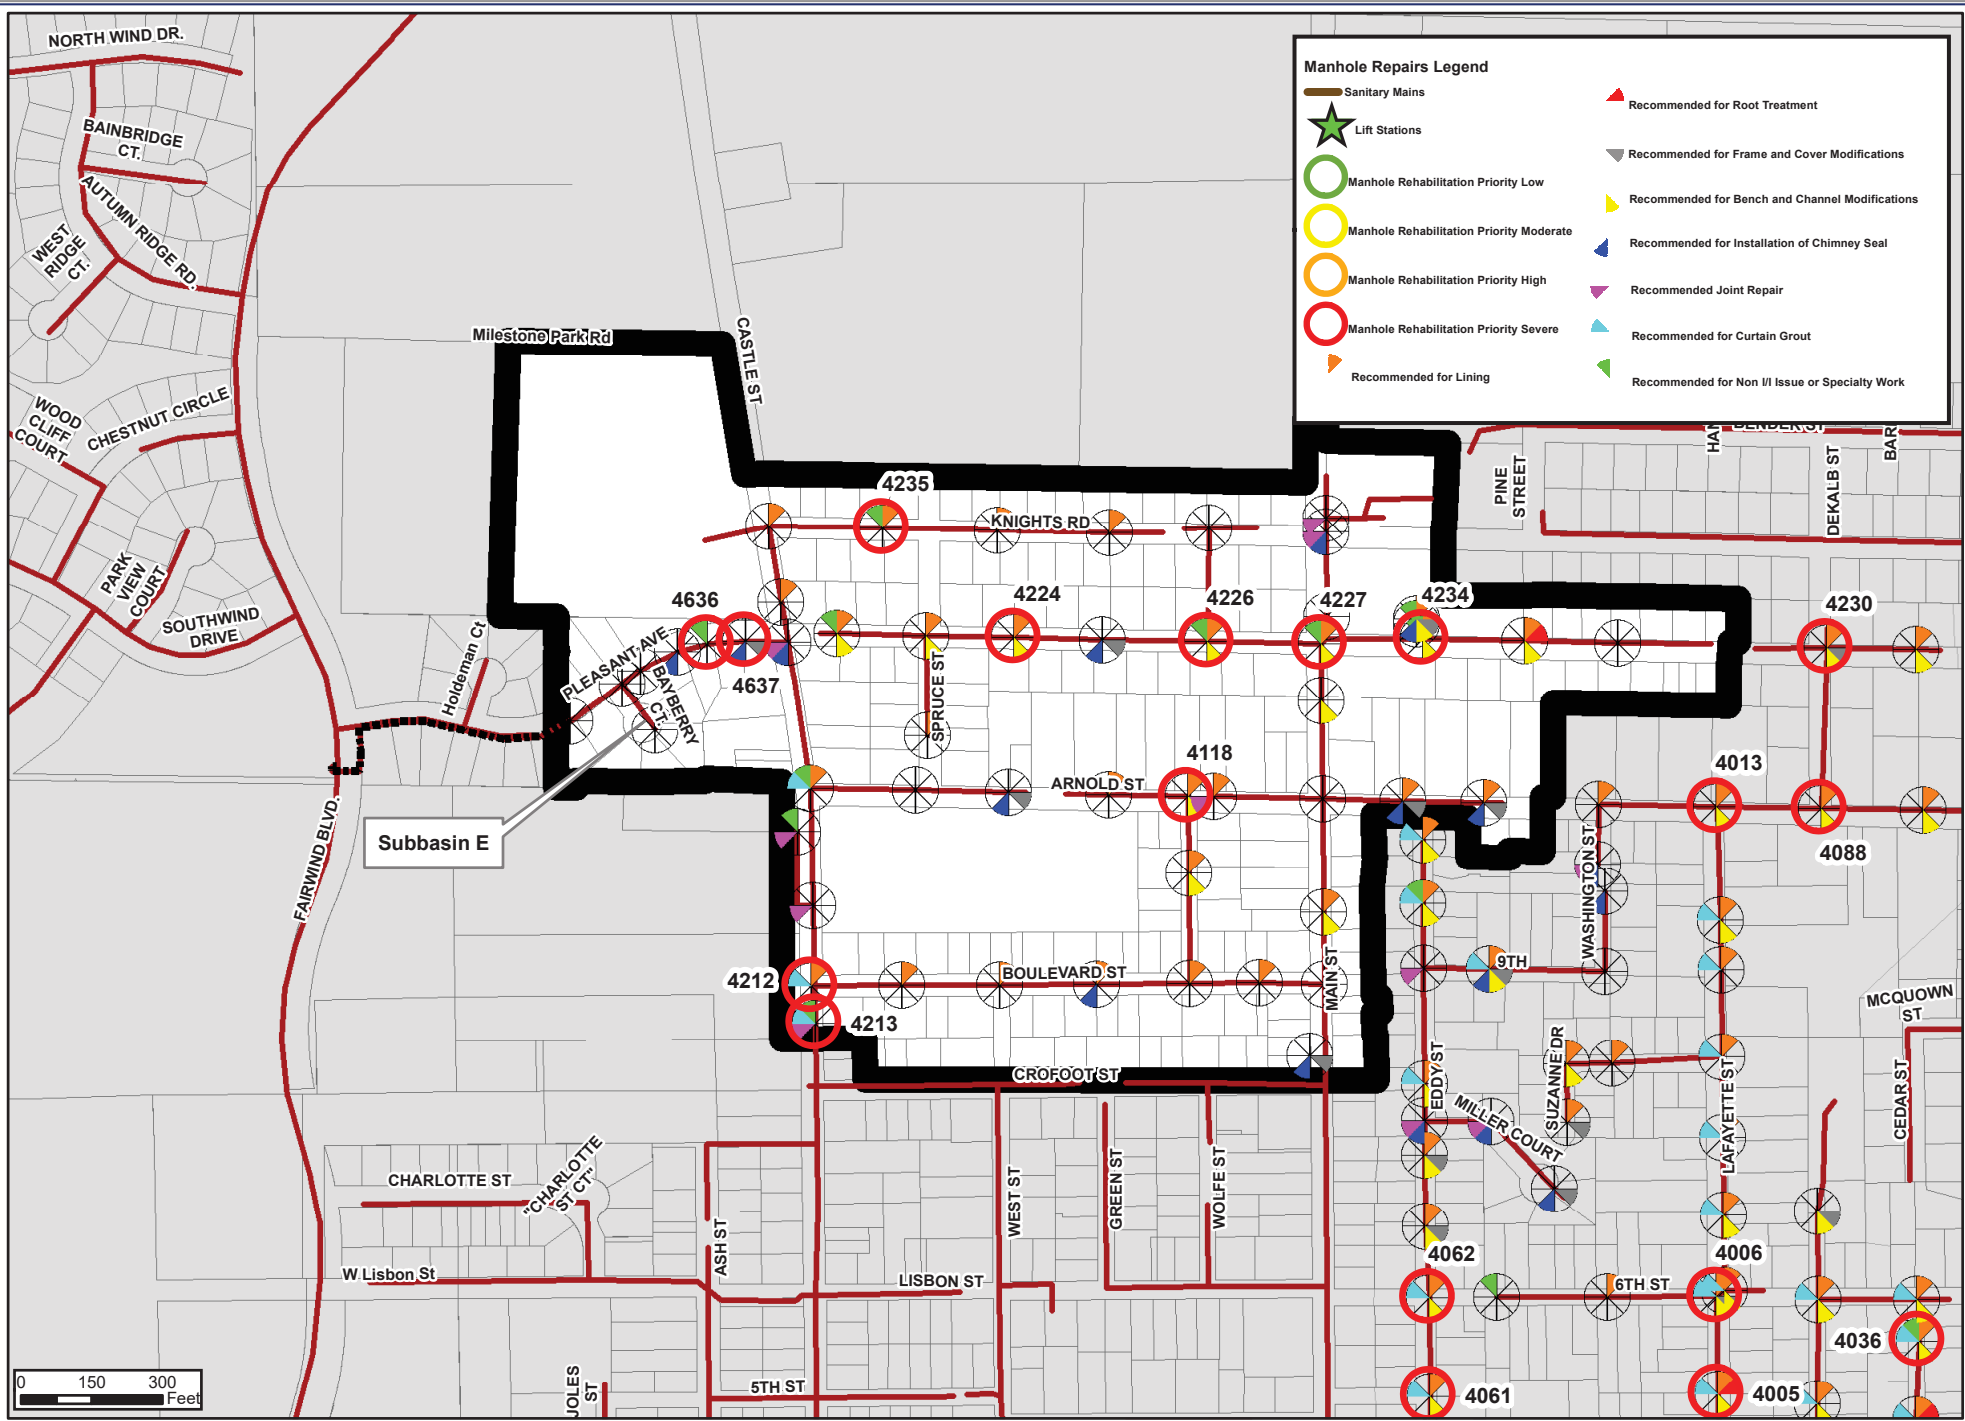 NORTH WIND DR.
BAINBRIDGE
CT.
AUTUMN RIDGE RD.
WEST
RIDGE
CT.
Manhole Repairs Legend
Sanitary Mains
Lift Stations
Manhole Rehabilitation Priority Low
Manhole Rehabilitation Priority Moderate
Manhole Rehabilitation Priority High
Manhole Rehabilitation Priority Severe
Recommended for Lining
Recommended for Root Treatment
Recommended for Frame and Cover Modifications
Recommended for Bench and Channel Modifications
Recommended for Installation of Chimney Seal
Recommended Joint Repair
Recommended for Curtain Grout
Recommended for Non I/I Issue or Specialty Work
Milestone Park Rd
CASTLE ST
WOOD
CLIFF
COURT
CHESTNUT CIRCLE
BENDER ST
HAN
BAR
PINE
STREET
DEKALB ST
4235
KNIGHTS RD
PARK
VIEW
COURT
SOUTHWIND
DRIVE
4636
4224
4226
4227
4234
4230
Holdeman Ct
PLEASANT AVE
BAYBERRY
CT.
4637
SPRUCE ST
4118
ARNOLD ST
4013
4088
Subbasin E
FAIRWIND BLVD.
WASHINGTON ST
9TH
4212
BOULEVARD ST
MAIN ST
4213
MCQUOWN
ST
CROFOOT ST
EDDY ST
SUZANNE DR
MILLER COURT
LAFAYETTE ST
CEDAR ST
CHARLOTTE ST
"CHARLOTTE
ST CT"
ASH ST
WEST ST
GREEN ST
WOLFE ST
4062
4006
W Lisbon St
LISBON ST
6TH ST
4036
0 150 300
Feet
JOLES
ST
5TH ST
4061
4005